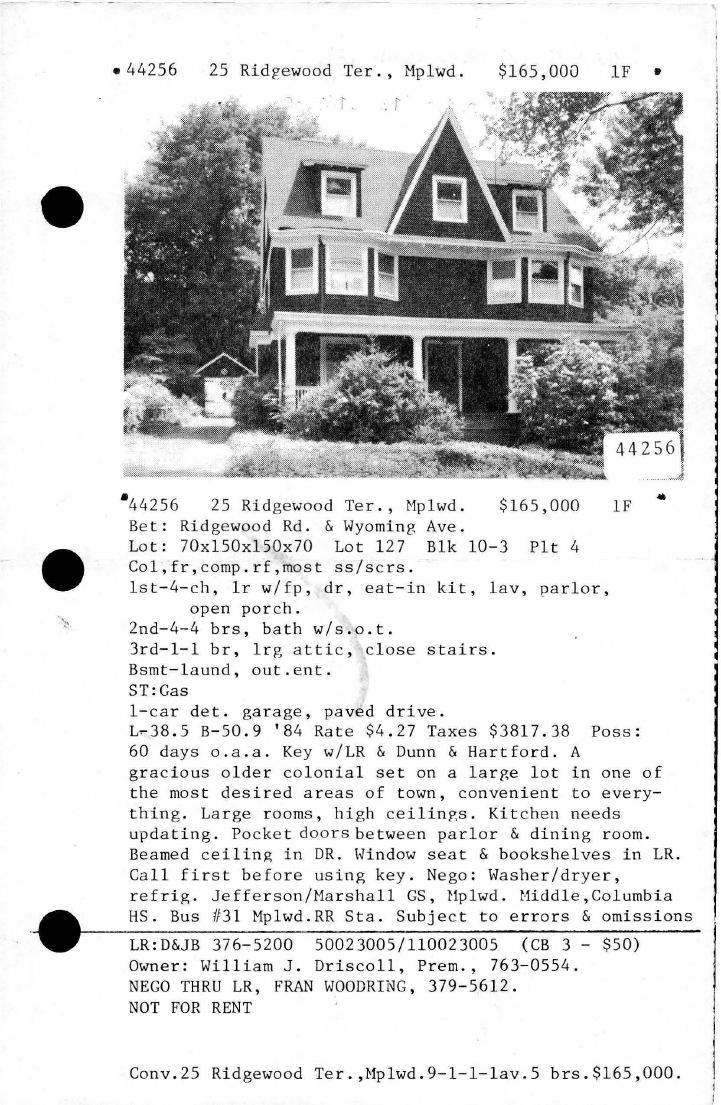 44256 25 Ridgewood Ter., Mplwd. $165,000 1F
44256
44256 25 Ridgewood Ter., Mplwd. $165,000 1F
Bet: Ridgewood Rd. & Wyoming Ave.
Lot: 70x150x150x70 Lot 127 Blk 10-3 Plt 4
Col,fr,comp.rf,most ss/scrs.
1st-4-ch, lr w/fp, dr, eat-in kit, lav, parlor,
open porch.
2nd-4-4 brs, bath w/s.o.t.
3rd-1-1 br, lrg attic, close stairs.
Bsmt-laund, out.ent.
ST:Gas
1-car det. garage, paved drive.
L-38.5 B-50.9 '84 Rate $4.27 Taxes $3817.38 Poss:
60 days o.a.a. Key w/LR & Dunn & Hartford. A
gracious older colonial set on a large lot in one of
the most desired areas of town, convenient to every-
thing. Large rooms, high ceilings. Kitchen needs
updating. Pocket doors between parlor & dining room.
Beamed ceiling in DR. Window seat & bookshelves in LR.
Call first before using key. Nego: Washer/dryer,
refrig. Jefferson/Marshall GS, Mplwd. Middle,Columbia
HS. Bus #31 Mplwd.RR Sta. Subject to errors & omissions
LR:D&JB 376-5200 50023005/110023005 (CB 3 - $50)
Owner: William J. Driscoll, Prem., 763-0554.
NEGO THRU LR, FRAN WOODRING, 379-5612.
NOT FOR RENT
Conv.25 Ridgewood Ter.,Mplwd.9-1-1-lav.5 brs.$165,000.